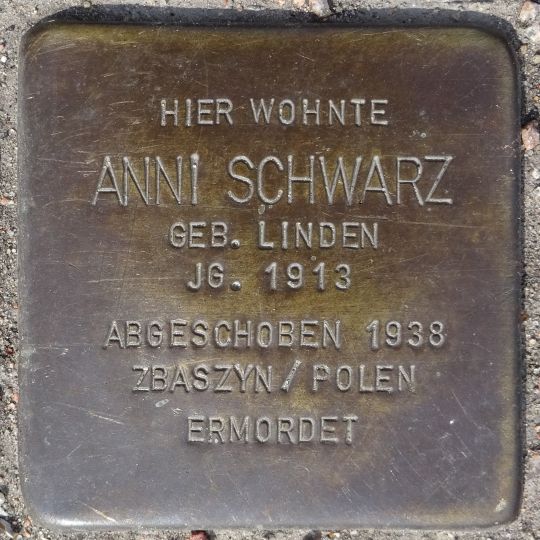 HIER WOHNTE
ANNI SCHWARZ
GEB. LINDEN
JG. 1913
ABGESCHOBEN 1938
ZBASZYN / POLEN
ERMORDET